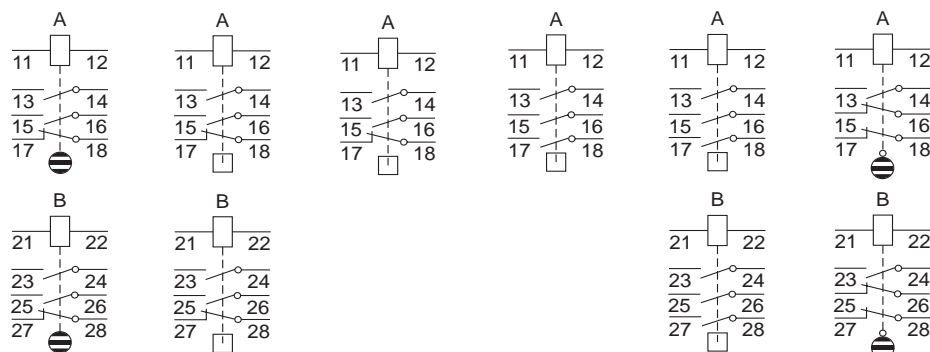 A A A A A A
11 12 11 12 11 12 11 12 11 12 11 12
13 14 13 14 13 14 13 14 13 14 13 14
15 16 15 16 15 16 15 16 15 16 15 16
17 18 17 18 17 18 17 18 17 18 17 18
B B B B
21 22 21 22 21 22 21 22
23 24 23 24 23 24 23 24
25 26 25 26 25 26 25 26
27 28 27 28 27 28 27 28